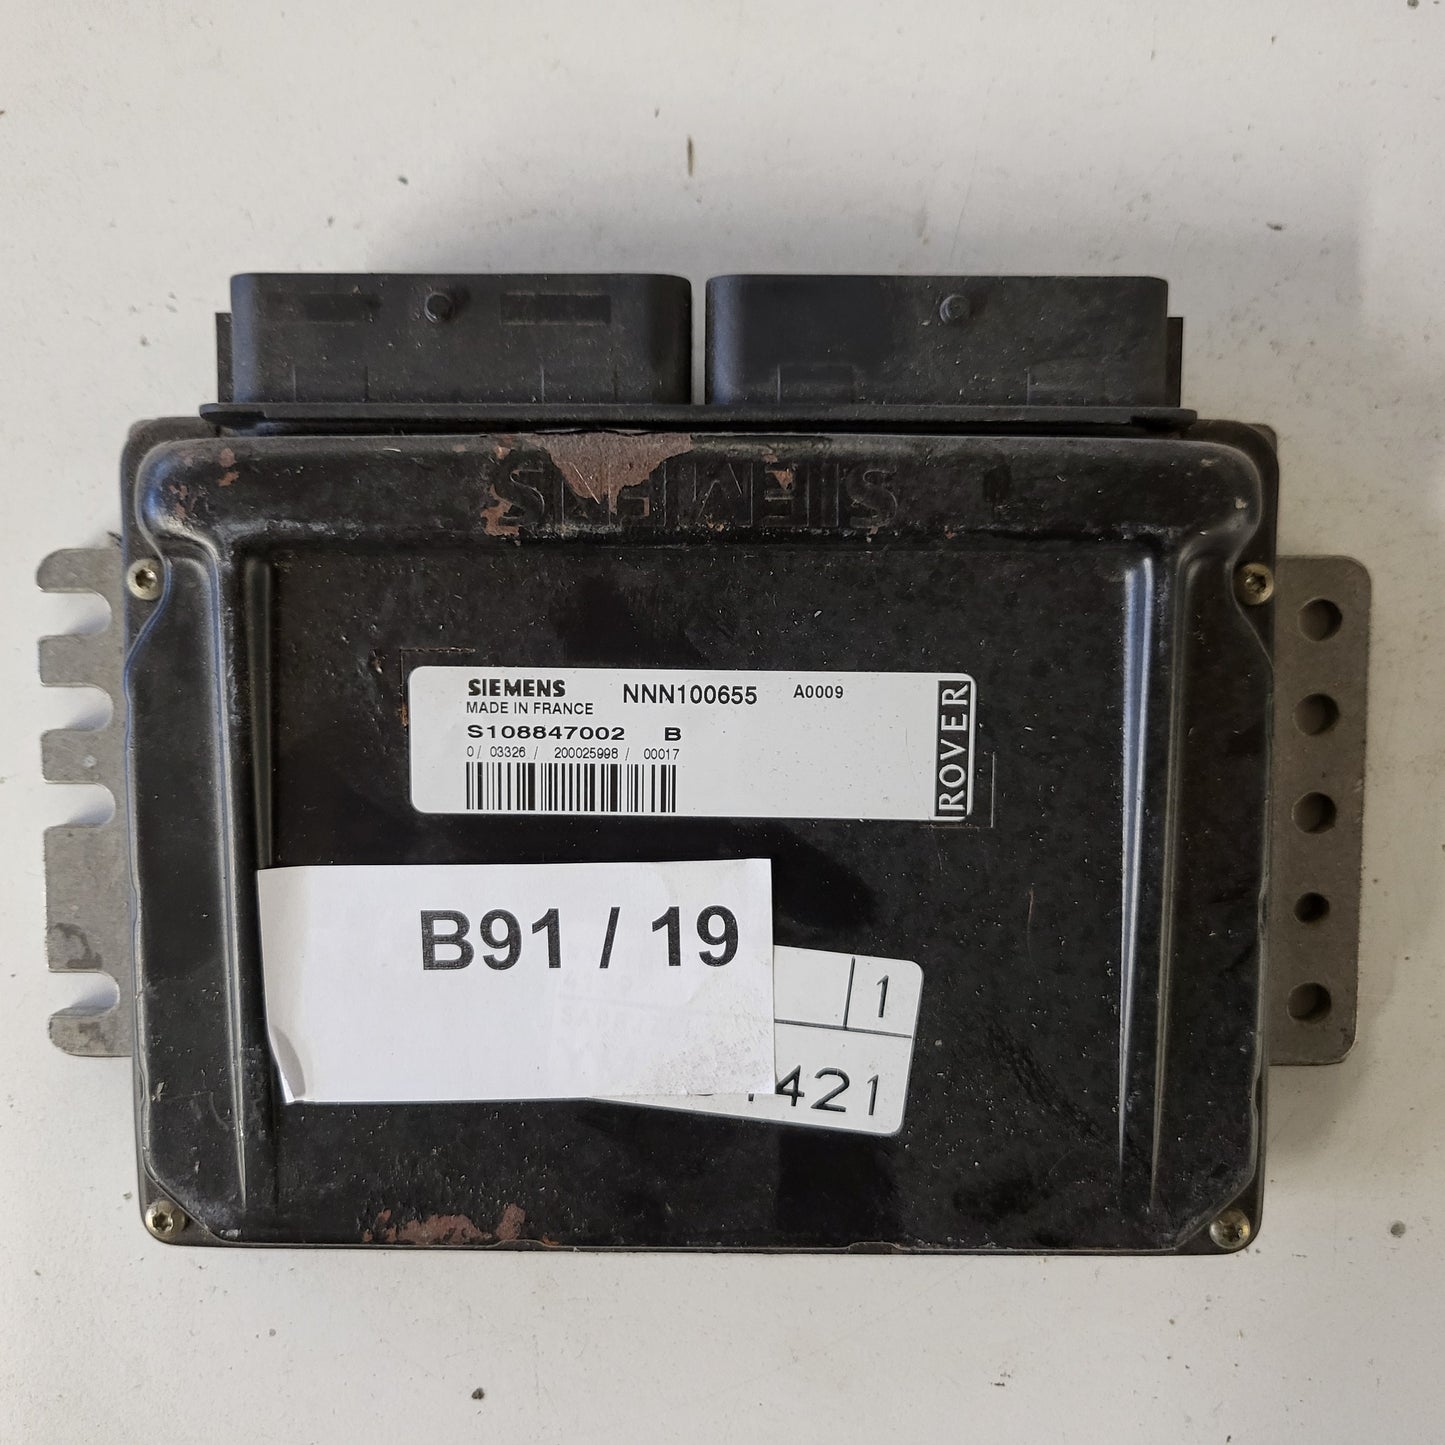 SIEMENS
SIEMENS NNN100655 A0009
MADE IN FRANCE
S108847002 B
0/ 03326 / 200025998 / 00017
ROVER
B91 / 19
1
421